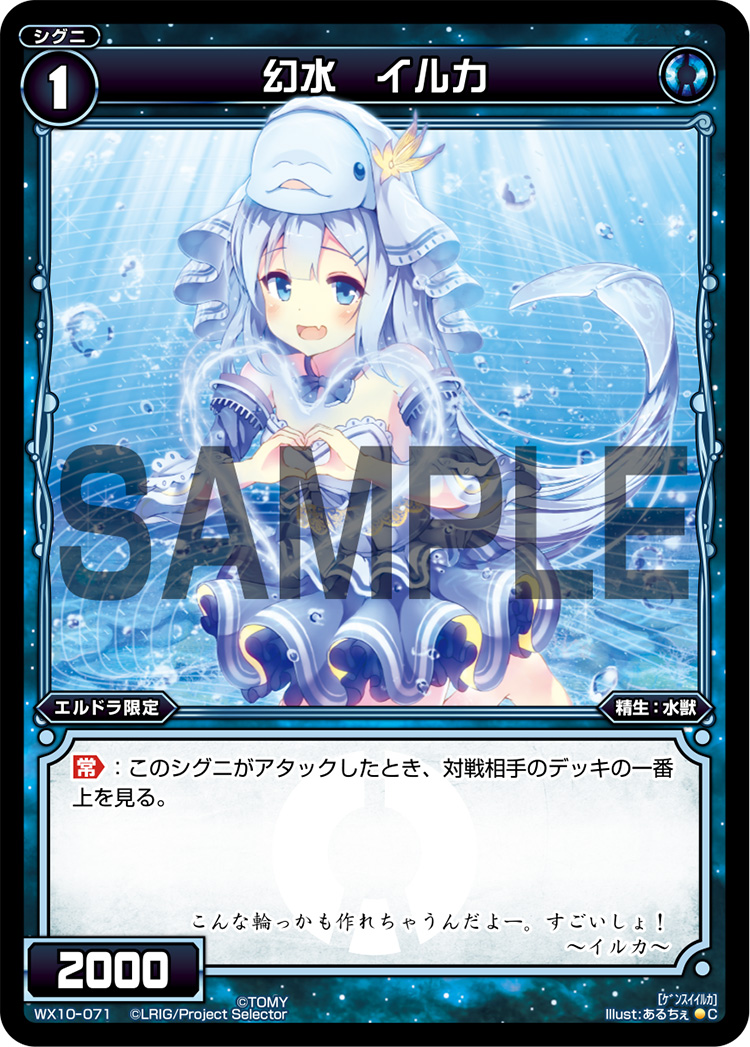 シグニ
1
幻水　イルカ
SAMPLE
エルドラ限定
精生：水獣
常：このシグニがアタックしたとき、対戦相手のデッキの一番
上を見る。
こんな輪っかも作れちゃうんだよー。すごいしょ！
～イルカ～
2000
©TOMY
[ｹﾞﾝｽｲｲﾙｶ]
WX10-071 ©LRIG/Project Selector
Illust:あるちぇ C